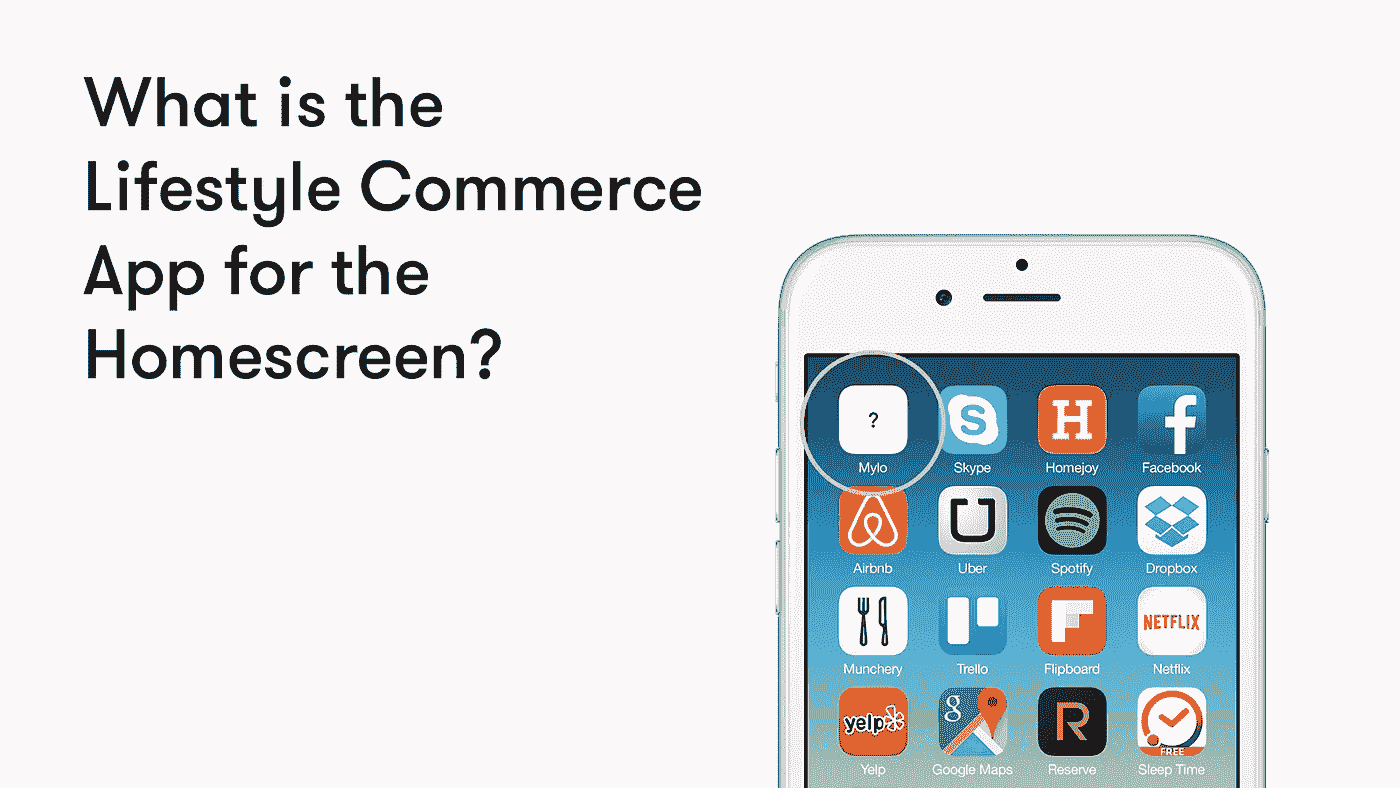 What is the
Lifestyle Commerce
App for the
Homescreen?
?
Mylo
S
Skype
H
Homejoy
f
Facebook
Airbnb
Uber
Spotify
Dropbox
Munchery
Trello
Flipboard
NETFLIX
Netflix
yelp
Yelp
g
Google Maps
R
Reserve
FREE
Sleep Time